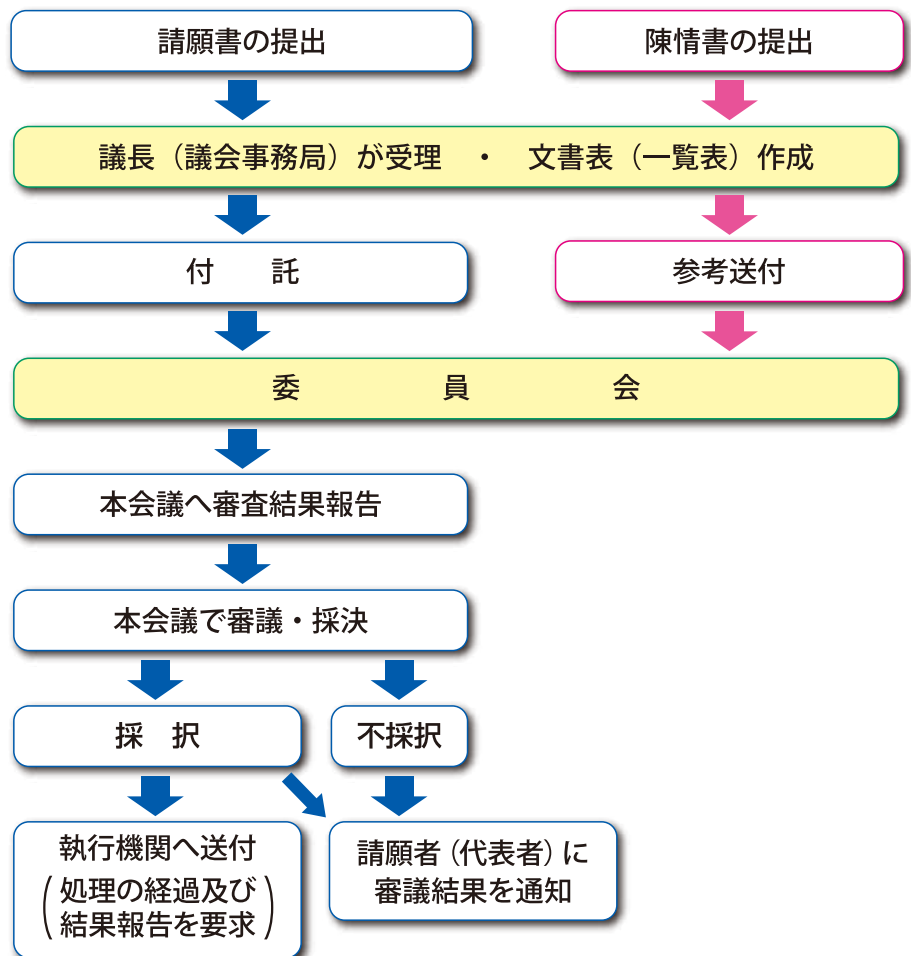 請願書の提出
陳情書の提出
議長（議会事務局）が受理　・　文書表（一覧表）作成
付　　託
参考送付
委　　　　　員　　　　　会
本会議へ審査結果報告
本会議で審議・採決
採　択
不採択
執行機関へ送付
（処理の経過及び
結果報告を要求）
請願者（代表者）に
審議結果を通知